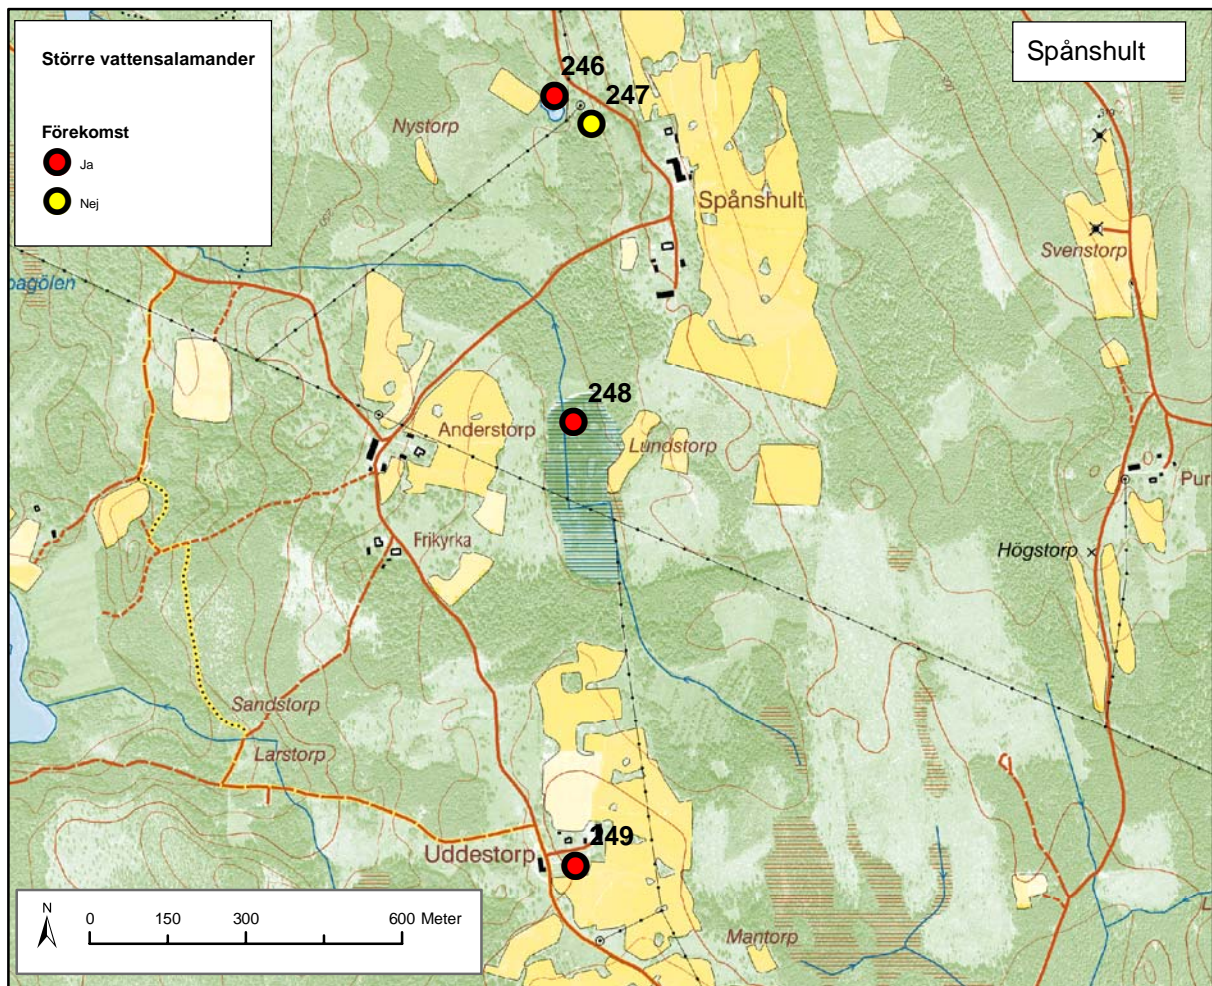 Större vattensalamander
Förekomst
Ja
Nej
Spånshult
246
247
Nystorp
Spånshult
Svenstorp
248
Anderstorp
Lundstorp
Frikyrka
Högstorp
Sandstorp
Larstorp
249
Uddestorp
Mantorp
N
0 150 300 600 Meter